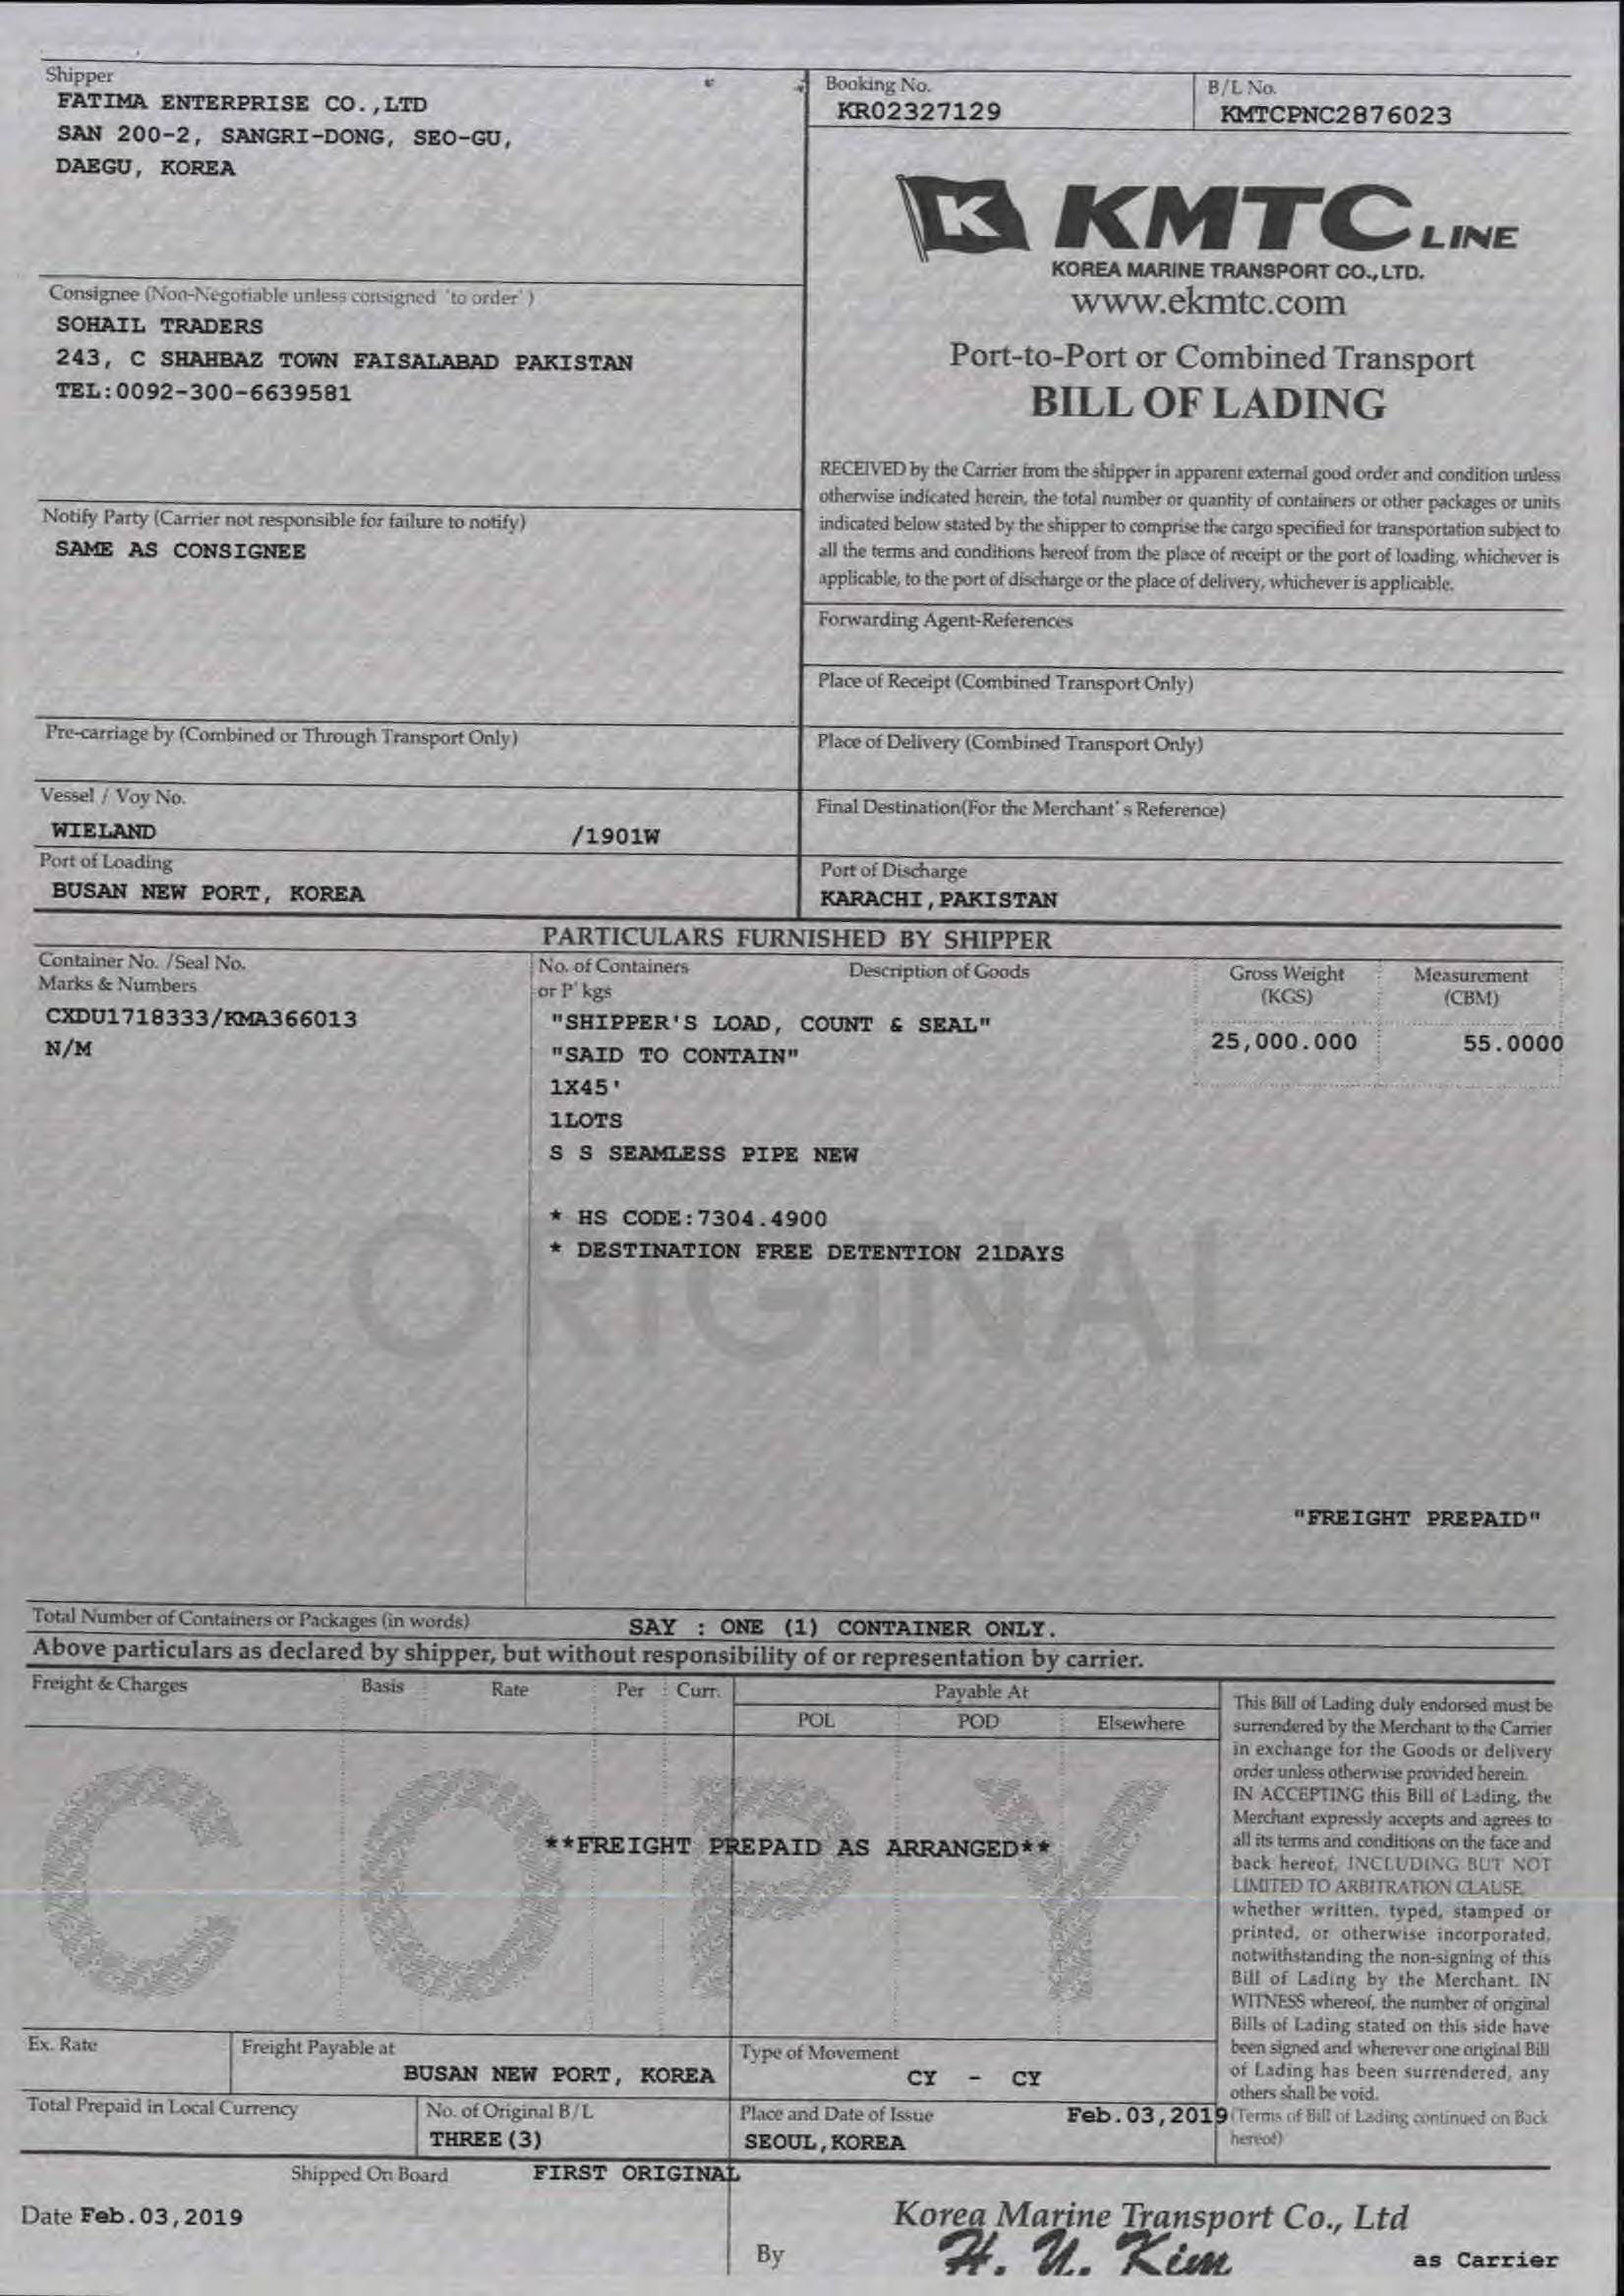 Shipper
FATIMA ENTERPRISE CO.,LTD
SAN 200-2, SANGRI-DONG, SEO-GU,
DAEGU, KOREA
Booking No.
KR02327129
B/L No.
KMTCPNC2876023
K KMTC LINE
KOREA MARINE TRANSPORT CO., LTD.
www.ekmtc.com
Port-to-Port or Combined Transport
BILL OF LADING
Consignee (Non-Negotiable unless consigned 'to order')
SOHAIL TRADERS
243, C SHAHBAZ TOWN FAISALABAD PAKISTAN
TEL:0092-300-6639581
RECEIVED by the Carrier from the shipper in apparent external good order and condition unless
otherwise indicated herein, the total number or quantity of containers or other packages or units
indicated below stated by the shipper to comprise the cargo specified for transportation subject to
all the terms and conditions hereof from the place of receipt or the port of loading, whichever is
applicable, to the port of discharge or the place of delivery, whichever is applicable.
Notify Party (Carrier not responsible for failure to notify)
SAME AS CONSIGNEE
Forwarding Agent-References
Place of Receipt (Combined Transport Only)
Pre-carriage by (Combined or Through Transport Only)
Place of Delivery (Combined Transport Only)
Vessel / Voy No.
WIELAND /1901W
Final Destination(For the Merchant's Reference)
Port of Loading
BUSAN NEW PORT, KOREA
Port of Discharge
KARACHI, PAKISTAN
PARTICULARS FURNISHED BY SHIPPER
Container No. /Seal No.
Marks & Numbers
No. of Containers
or P'kgs
Description of Goods
Gross Weight
(KGS)
Measurement
(CBM)
CXDU1718333/KMA366013
N/M
"SHIPPER'S LOAD, COUNT & SEAL"
"SAID TO CONTAIN"
1X45'
1LOTS
S S SEAMLESS PIPE NEW
25,000.000
55.0000
* HS CODE:7304.4900
* DESTINATION FREE DETENTION 21DAYS
ORIGINAL
"FREIGHT PREPAID"
Total Number of Containers or Packages (in words)
SAY : ONE (1) CONTAINER ONLY.
Above particulars as declared by shipper, but without responsibility of or representation by carrier.
Freight & Charges Basis Rate Per Curr. Payable At
POL POD Elsewhere
COPY
**FREIGHT PREPAID AS ARRANGED**
This Bill of Lading duly endorsed must be
surrendered by the Merchant to the Carrier
in exchange for the Goods or delivery
order unless otherwise provided herein.
IN ACCEPTING this Bill of Lading, the
Merchant expressly accepts and agrees to
all its terms and conditions on the face and
back hereof, INCLUDING BUT NOT
LIMITED TO ARBITRATION CLAUSE
whether written, typed, stamped or
printed, or otherwise incorporated,
notwithstanding the non-signing of this
Bill of Lading by the Merchant. IN
WITNESS whereof, the number of original
Bills of Lading stated on this side have
been signed and wherever one original Bill
of Lading has been surrendered, any
others shall be void.
(Terms of Bill of Lading continued on Back
hereof)
Ex. Rate
Freight Payable at
BUSAN NEW PORT, KOREA
Type of Movement
CY - CY
Total Prepaid in Local Currency
No. of Original B/L
THREE (3)
Place and Date of Issue
Feb.03,2019
SEOUL, KOREA
Shipped On Board
FIRST ORIGINAL
Date Feb.03,2019
Korea Marine Transport Co., Ltd
By
H. U. Kim
as Carrier